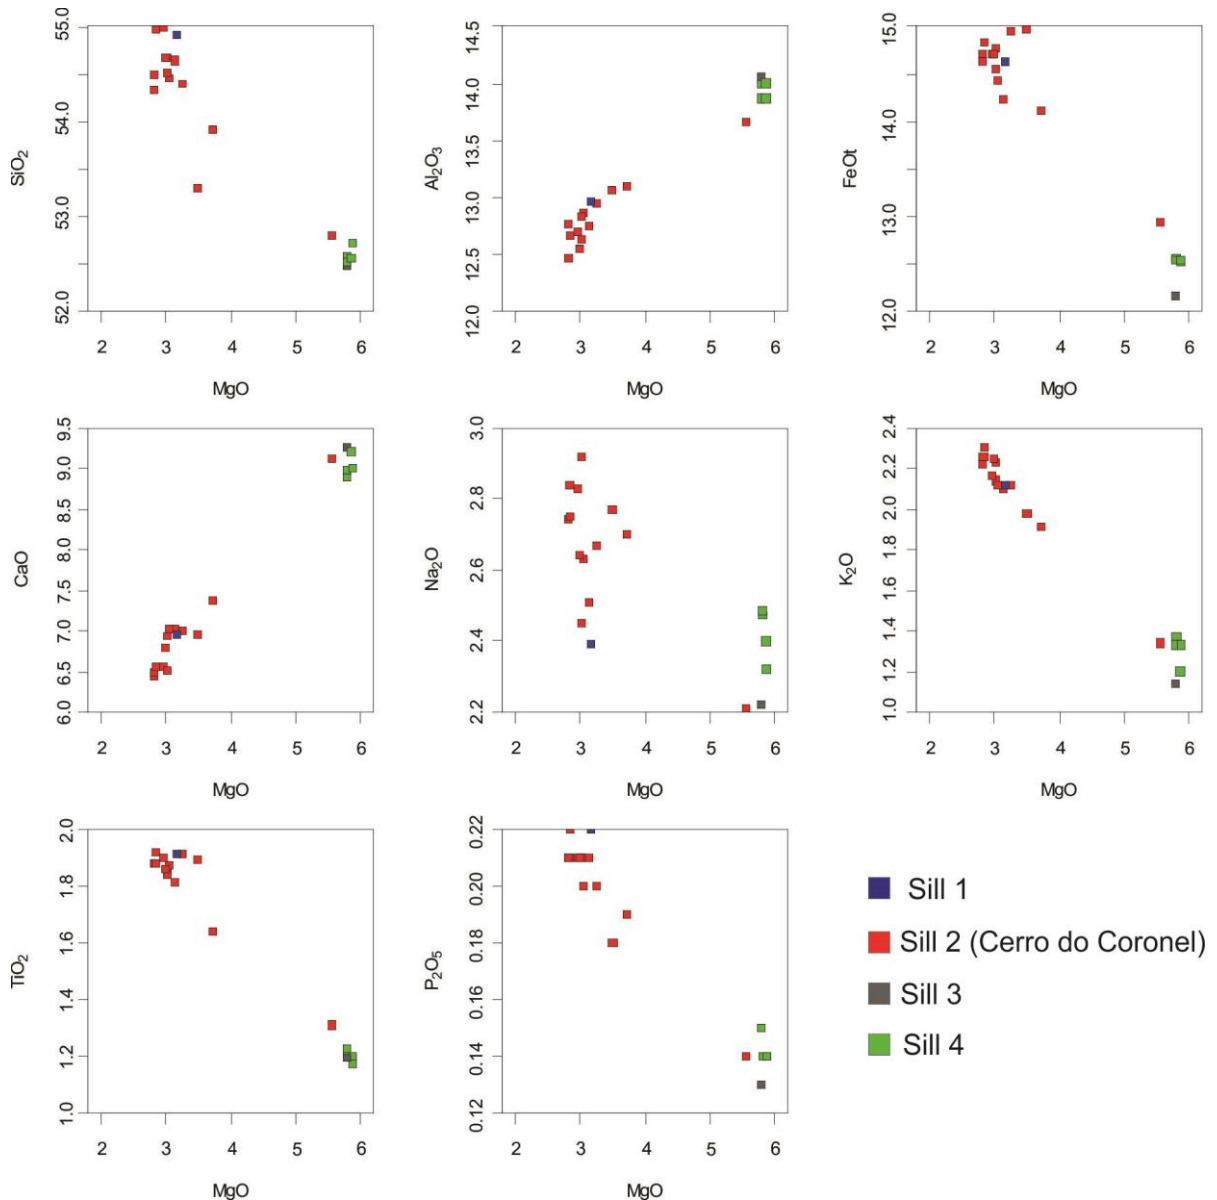 SiO2
55.0
54.0
53.0
52.0
2 3 4 5 6
MgO
Al2O3
14.5
14.0
13.5
13.0
12.5
12.0
2 3 4 5 6
MgO
FeOt
15.0
14.0
13.0
12.0
2 3 4 5 6
MgO
CaO
9.5
9.0
8.5
8.0
7.5
7.0
6.5
6.0
2 3 4 5 6
MgO
Na2O
3.0
2.8
2.6
2.4
2.2
2 3 4 5 6
MgO
K2O
2.4
2.2
2.0
1.8
1.6
1.4
1.2
1.0
2 3 4 5 6
MgO
TiO2
2.0
1.8
1.6
1.4
1.2
1.0
2 3 4 5 6
MgO
P2O5
0.22
0.20
0.18
0.16
0.14
0.12
2 3 4 5 6
MgO
Sill 1
Sill 2 (Cerro do Coronel)
Sill 3
Sill 4